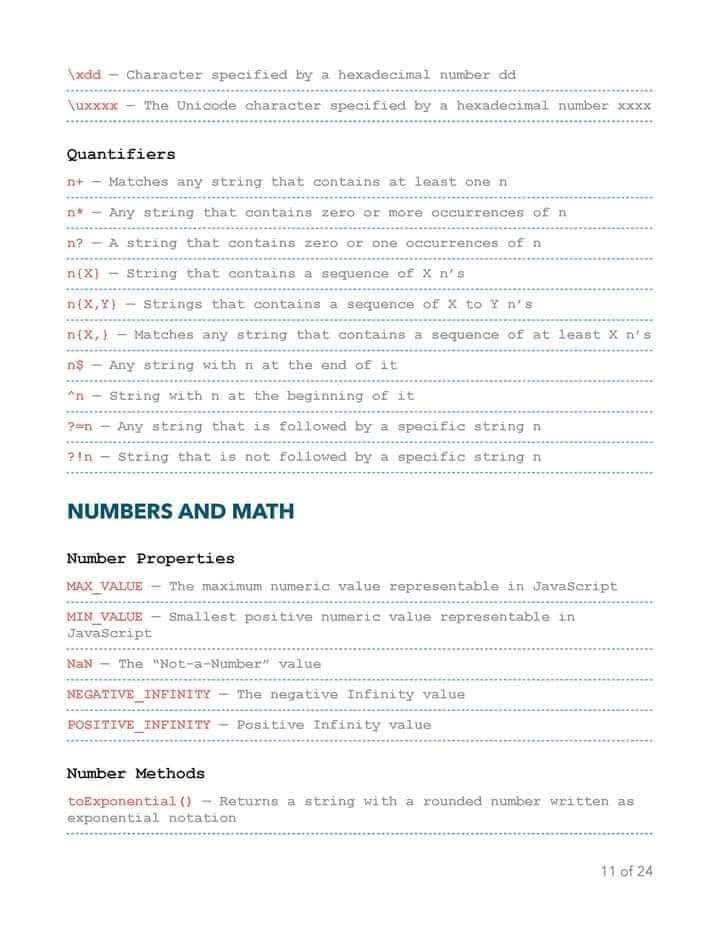 \xdd — Character specified by a hexadecimal number dd
\uxxxx — The Unicode character specified by a hexadecimal number xxxx
Quantifiers
n+ — Matches any string that contains at least one n
n* — Any string that contains zero or more occurrences of n
n? — A string that contains zero or one occurrences of n
n{X} — String that contains a sequence of X n’s
n{X,Y} — Strings that contains a sequence of X to Y n’s
n{X,} — Matches any string that contains a sequence of at least X n’s
n$ — Any string with n at the end of it
^n — String with n at the beginning of it
?=n — Any string that is followed by a specific string n
?!n — String that is not followed by a specific string n
NUMBERS AND MATH
Number Properties
MAX_VALUE — The maximum numeric value representable in JavaScript
MIN_VALUE — Smallest positive numeric value representable in
JavaScript
NaN — The “Not-a-Number” value
NEGATIVE_INFINITY — The negative Infinity value
POSITIVE_INFINITY — Positive Infinity value
Number Methods
toExponential() — Returns a string with a rounded number written as
exponential notation
11 of 24